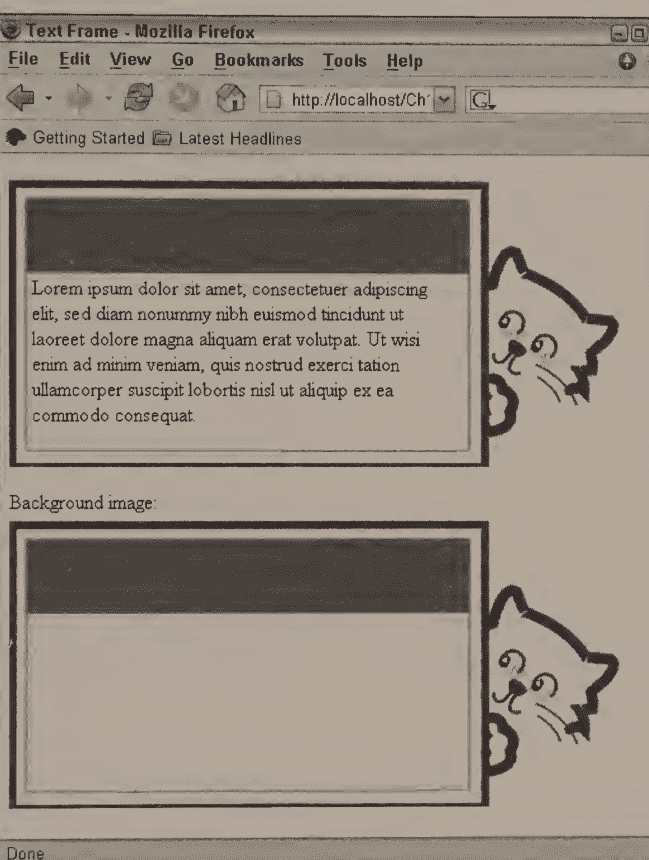 Text Frame - Mozilla Firefox
File Edit View Go Bookmarks Tools Help
http://localhost/Ch G
Getting Started Latest Headlines
Lorem ipsum dolor sit amet, consectetuer adipiscing
elit, sed diam nonummy nibh euismod tincidunt ut
laoreet dolore magna aliquam erat volutpat. Ut wisi
enim ad minim veniam, quis nostrud exerci tation
ullamcorper suscipit lobortis nisl ut aliquip ex ea
commodo consequat.
Background image:
Done